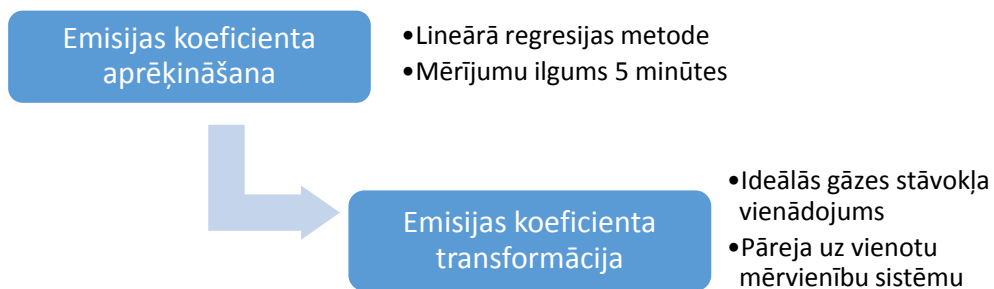 Emisijas koeficienta
aprēķināšana
•Lineārā regresijas metode
•Mērījumu ilgums 5 minūtes
Emisijas koeficienta
transformācija
•Ideālās gāzes stāvokļa
vienādojums
•Pāreja uz vienotu
mērvienību sistēmu